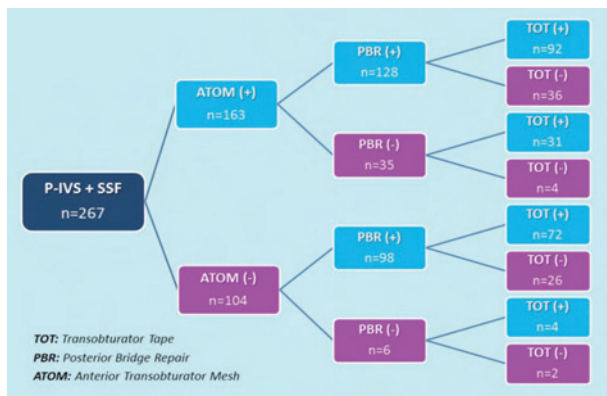 P-IVS + SSF
n=267
ATOM (+)
n=163
ATOM (-)
n=104
PBR (+)
n=128
PBR (-)
n=35
PBR (+)
n=98
PBR (-)
n=6
TOT (+)
n=92
TOT (-)
n=36
TOT (+)
n=31
TOT (-)
n=4
TOT (+)
n=72
TOT (-)
n=26
TOT (+)
n=4
TOT (-)
n=2
TOT: Transobturator Tape
PBR: Posterior Bridge Repair
ATOM: Anterior Transobturator Mesh